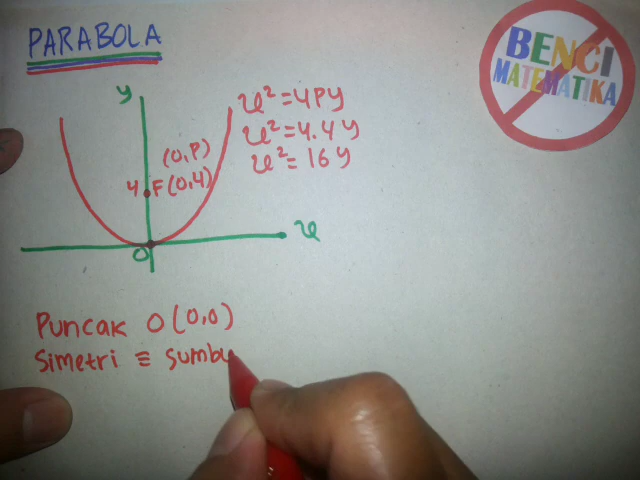 PARABOLA
BENCI
MATEMATIKA
y
x² = 4Py
x² = 4.4y
x² = 16y
(0,P)
4 F(0,4)
x
O
Puncak O(0,0)
Simetri ≡ sumbu